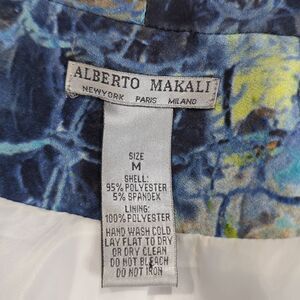 ALBERTO MAKALI
NEWYORK PARIS MILANO
SIZE
M
SHELL:
95% POLYESTER
5% SPANDEX
LINING:
100% POLYESTER
HAND WASH COLD
LAY FLAT TO DRY
OR DRY CLEAN
DO NOT BLEACH
DO NOT IRON